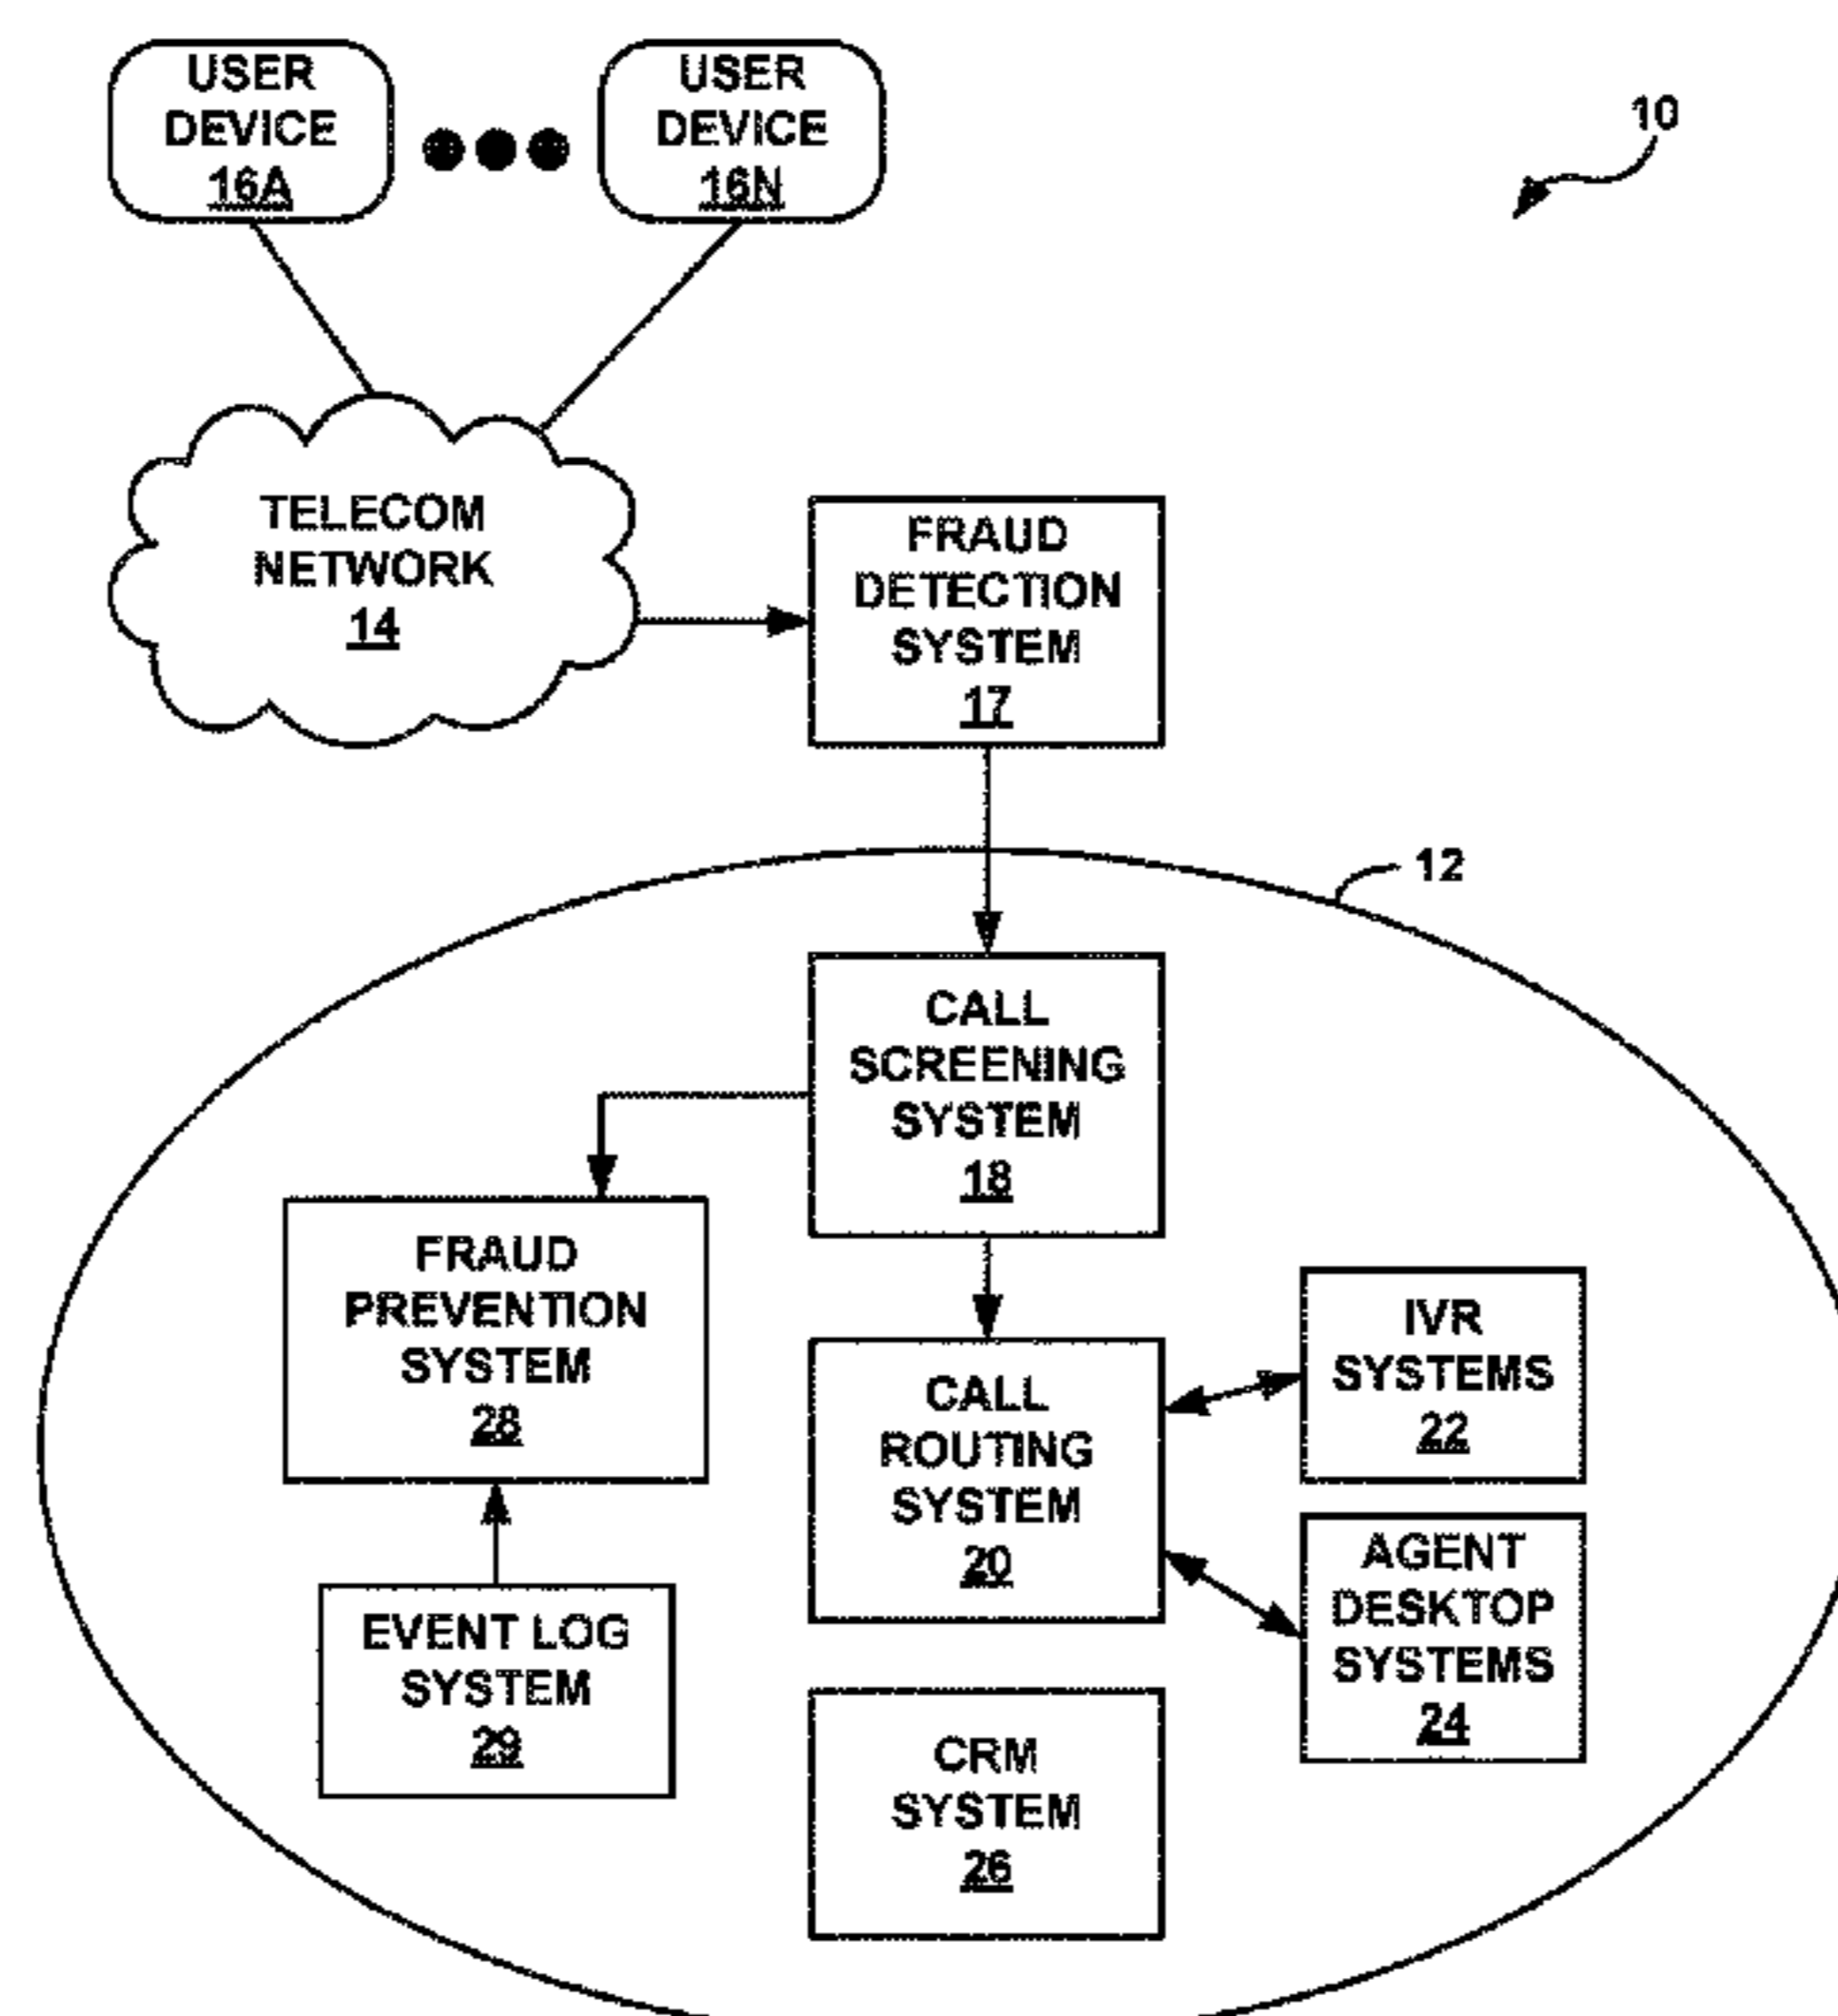 USER
DEVICE
16A
USER
DEVICE
16N
10
TELECOM
NETWORK
14
FRAUD
DETECTION
SYSTEM
17
12
CALL
SCREENING
SYSTEM
18
FRAUD
PREVENTION
SYSTEM
28
IVR
SYSTEMS
22
CALL
ROUTING
SYSTEM
20
AGENT
DESKTOP
SYSTEMS
24
EVENT LOG
SYSTEM
29
CRM
SYSTEM
26